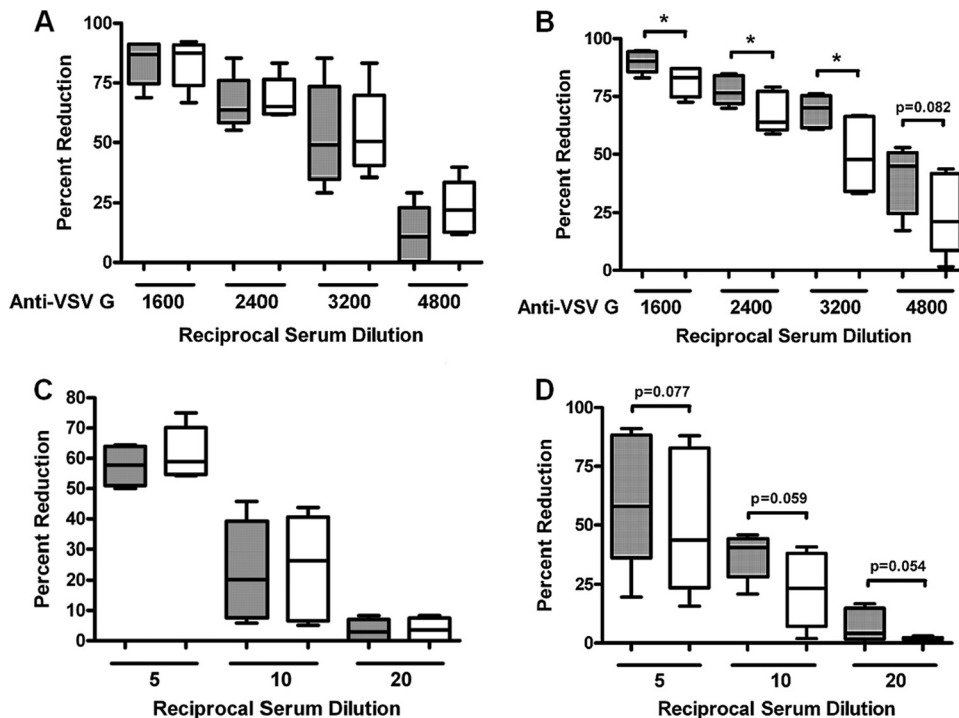 A
Percent Reduction
100
75
50
25
0
Anti-VSV G 1600 2400 3200 4800
Reciprocal Serum Dilution
B
Percent Reduction
100
75
50
25
0
* * * p=0.082
Anti-VSV G 1600 2400 3200 4800
Reciprocal Serum Dilution
C
Percent Reduction
80
70
60
50
40
30
20
10
0
5 10 20
Reciprocal Serum Dilution
D
Percent Reduction
100
75
50
25
0
p=0.077
p=0.059
p=0.054
5 10 20
Reciprocal Serum Dilution